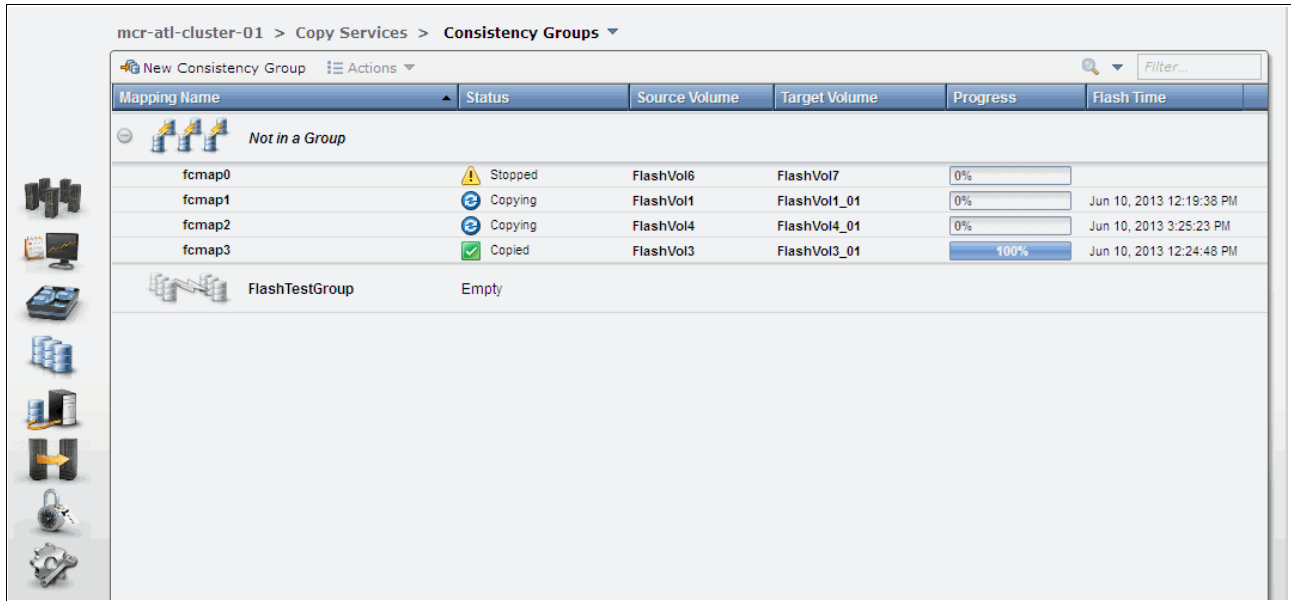 mcr-atl-cluster-01 > Copy Services > Consistency Groups
New Consistency Group Actions Filter...
Mapping Name Status Source Volume Target Volume Progress Flash Time
Not in a Group
fcmap0 Stopped FlashVol6 FlashVol7 0%
fcmap1 Copying FlashVol1 FlashVol1_01 0% Jun 10, 2013 12:19:38 PM
fcmap2 Copying FlashVol4 FlashVol4_01 0% Jun 10, 2013 3:25:23 PM
fcmap3 Copied FlashVol3 FlashVol3_01 100% Jun 10, 2013 12:24:48 PM
FlashTestGroup Empty